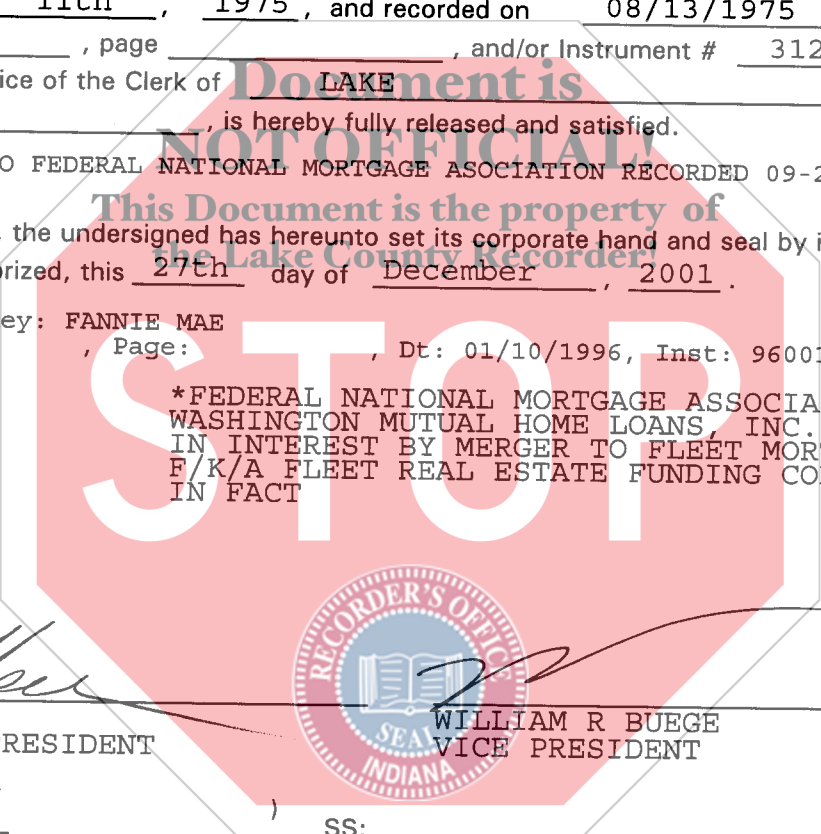 11th , 1975 , and recorded on 08/13/1975
, page , and/or Instrument # 312
ice of the Clerk of LAKE
Document is
, is hereby fully released and satisfied.
NOT OFFICIAL!
O FEDERAL NATIONAL MORTGAGE ASOCIATION RECORDED 09-2
This Document is the property of
the undersigned has hereunto set its corporate hand and seal by i
the Lake County Recorder!
orized, this 27th day of December , 2001 .
ey: FANNIE MAE
, Page: , Dt: 01/10/1996, Inst: 96001
STOP
*FEDERAL NATIONAL MORTGAGE ASSOCIA
WASHINGTON MUTUAL HOME LOANS, INC.
IN INTEREST BY MERGER TO FLEET MOR
F/K/A FLEET REAL ESTATE FUNDING CO
IN FACT
RECORDER'S OFFICE
SEAL
INDIANA
WILLIAM R BUEGE
RESIDENT VICE PRESIDENT
) SS: